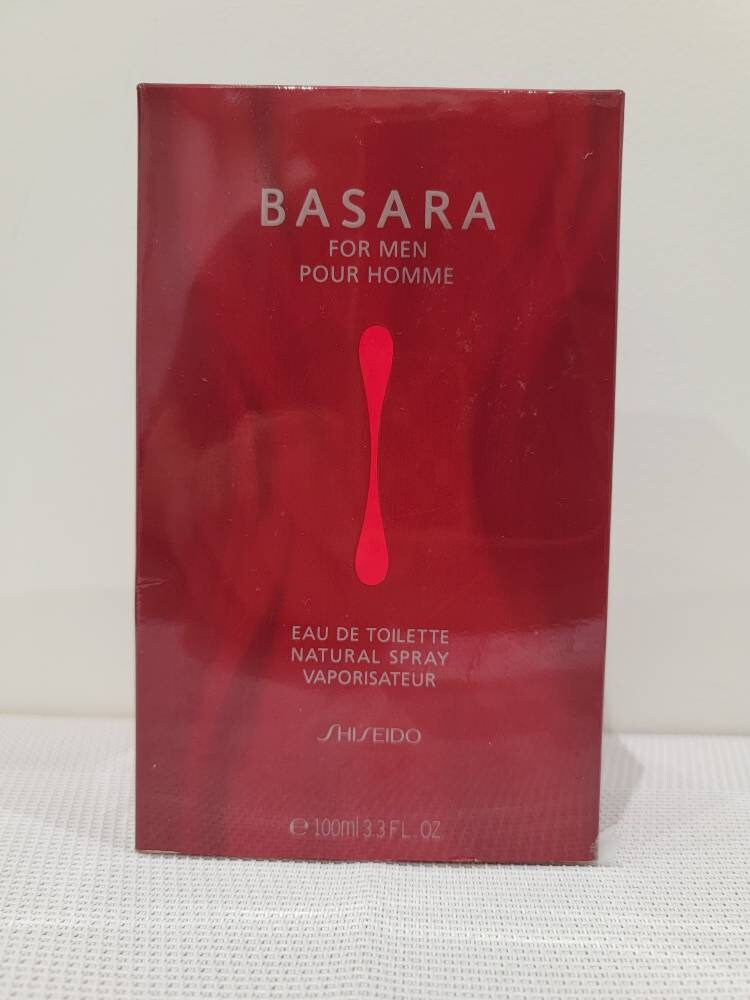 BASARA
FOR MEN
POUR HOMME
EAU DE TOILETTE
NATURAL SPRAY
VAPORISATEUR
SHISEIDO
℮ 100ml 3.3 FL. OZ